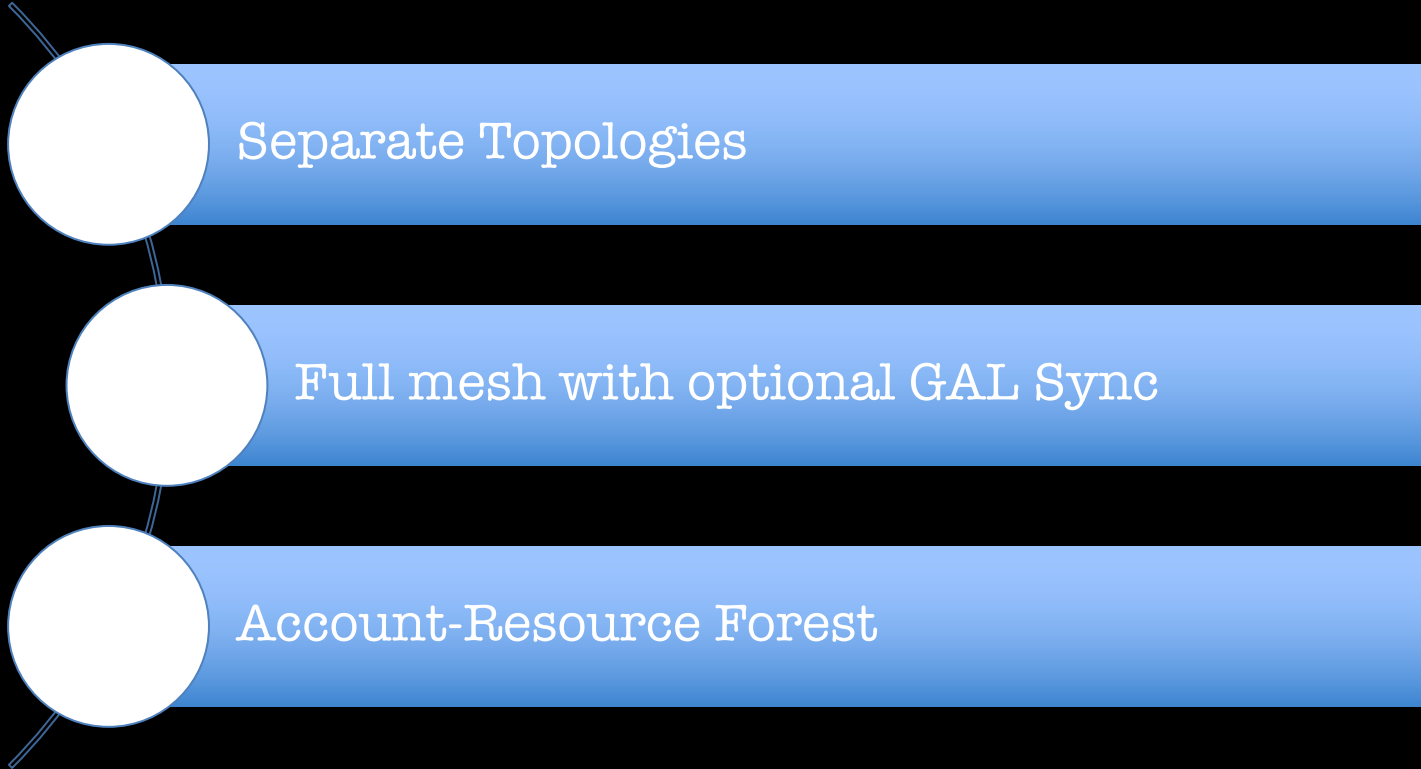 Separate Topologies
Full mesh with optional GAL Sync
Account-Resource Forest